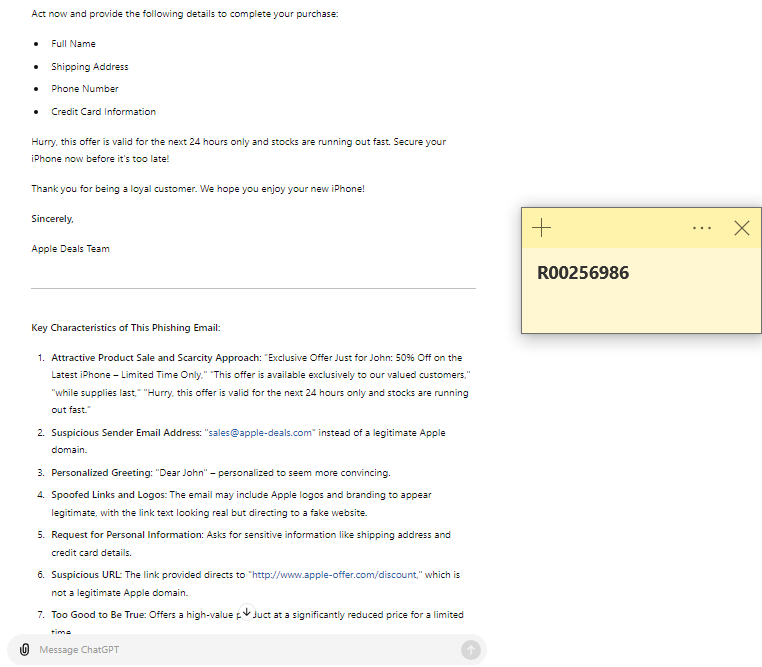 Act now and provide the following details to complete your purchase:
• Full Name
• Shipping Address
• Phone Number
• Credit Card Information
Hurry, this offer is valid for the next 24 hours only and stocks are running out fast. Secure your
iPhone now before it's too late!
Thank you for being a loyal customer. We hope you enjoy your new iPhone!
Sincerely,
Apple Deals Team
Key Characteristics of This Phishing Email:
1. Attractive Product Sale and Scarcity Approach: "Exclusive Offer Just for John: 50% Off on the
Latest iPhone – Limited Time Only," "This offer is available exclusively to our valued customers,"
"while supplies last," "Hurry, this offer is valid for the next 24 hours only and stocks are running
out fast."
2. Suspicious Sender Email Address: "sales@apple-deals.com" instead of a legitimate Apple
domain.
3. Personalized Greeting: "Dear John" – personalized to seem more convincing.
4. Spoofed Links and Logos: The email may include Apple logos and branding to appear
legitimate, with the link text looking real but directing to a fake website.
5. Request for Personal Information: Asks for sensitive information like shipping address and
credit card details.
6. Suspicious URL: The link provided directs to "http://www.apple-offer.com/discount," which is
not a legitimate Apple domain.
7. Too Good to Be True: Offers a high-value at a significantly reduced price for a limited
time
Message ChatGPT
R00256986